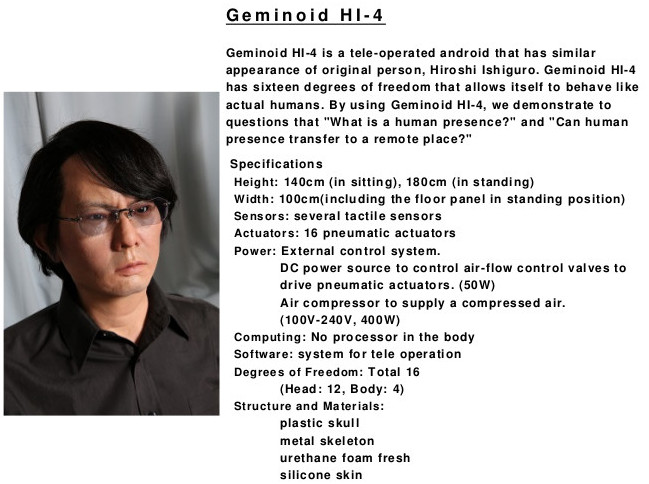 Geminoid HI-4
Geminoid HI-4 is a tele-operated android that has similar
appearance of original person, Hiroshi Ishiguro. Geminoid HI-4
has sixteen degrees of freedom that allows itself to behave like
actual humans. By using Geminoid HI-4, we demonstrate to
questions that "What is a human presence?" and "Can human
presence transfer to a remote place?"
Specifications
Height: 140cm (in sitting), 180cm (in standing)
Width: 100cm(including the floor panel in standing position)
Sensors: several tactile sensors
Actuators: 16 pneumatic actuators
Power: External control system.
DC power source to control air-flow control valves to
drive pneumatic actuators. (50W)
Air compressor to supply a compressed air.
(100V-240V, 400W)
Computing: No processor in the body
Software: system for tele operation
Degrees of Freedom: Total 16
(Head: 12, Body: 4)
Structure and Materials:
plastic skull
metal skeleton
urethane foam fresh
silicone skin